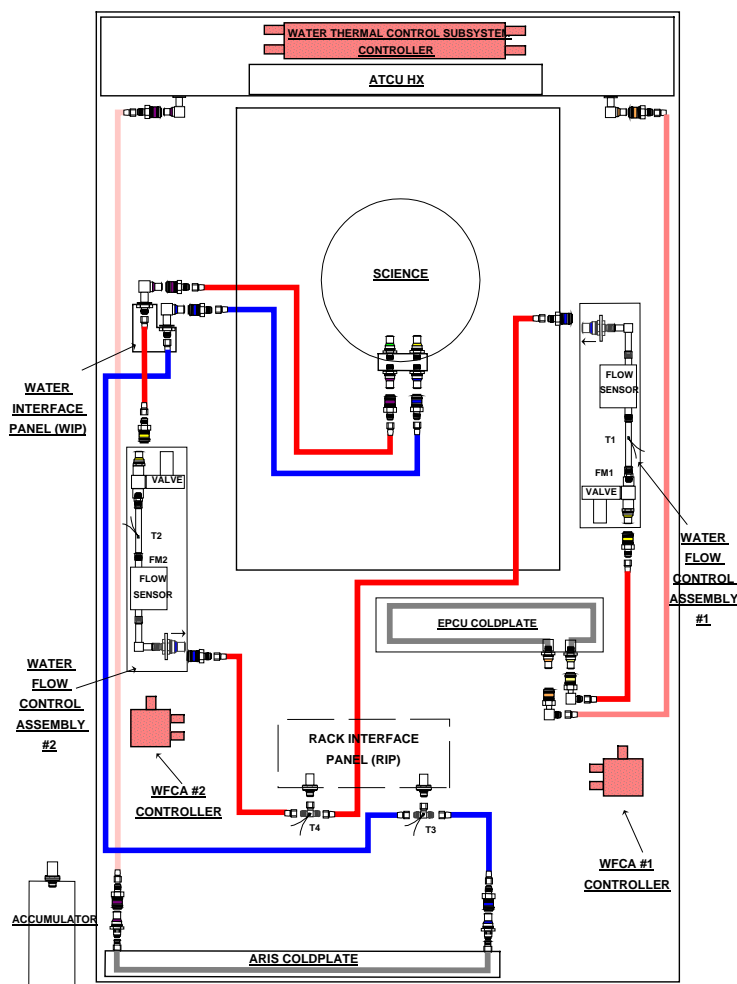 WATER THERMAL CONTROL SUBSYSTEM
CONTROLLER
ATCU HX
SCIENCE
WATER
INTERFACE
PANEL (WIP)
FLOW
SENSOR
T1
FM1
VALVE
WATER
FLOW
CONTROL
ASSEMBLY
#1
VALVE
T2
FM2
FLOW
SENSOR
EPCU COLDPLATE
WATER
FLOW
CONTROL
ASSEMBLY
#2
RACK INTERFACE
PANEL (RIP)
WFCA #2
CONTROLLER
T4
T3
WFCA #1
CONTROLLER
ACCUMULATOR
ARIS COLDPLATE